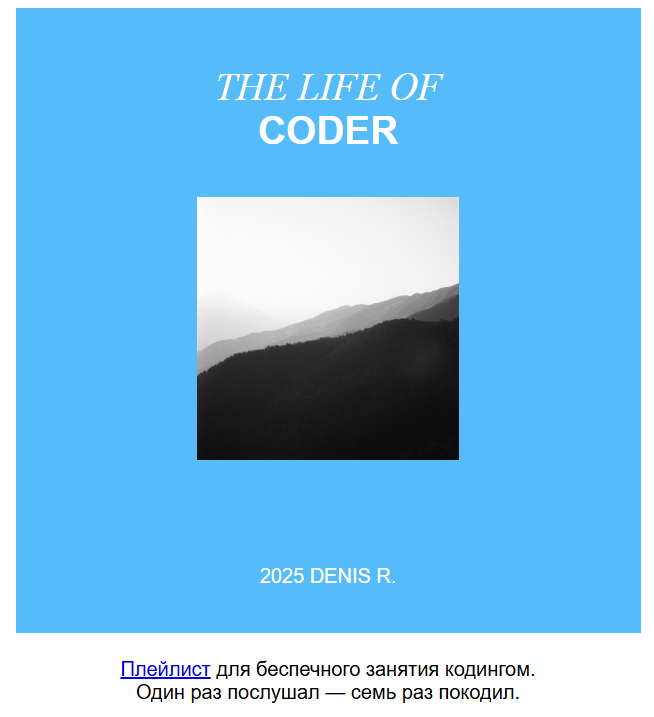 THE LIFE OF
CODER
2025 DENIS R.
Плейлист для беспечного занятия кодингом.
Один раз послушал — семь раз покодил.